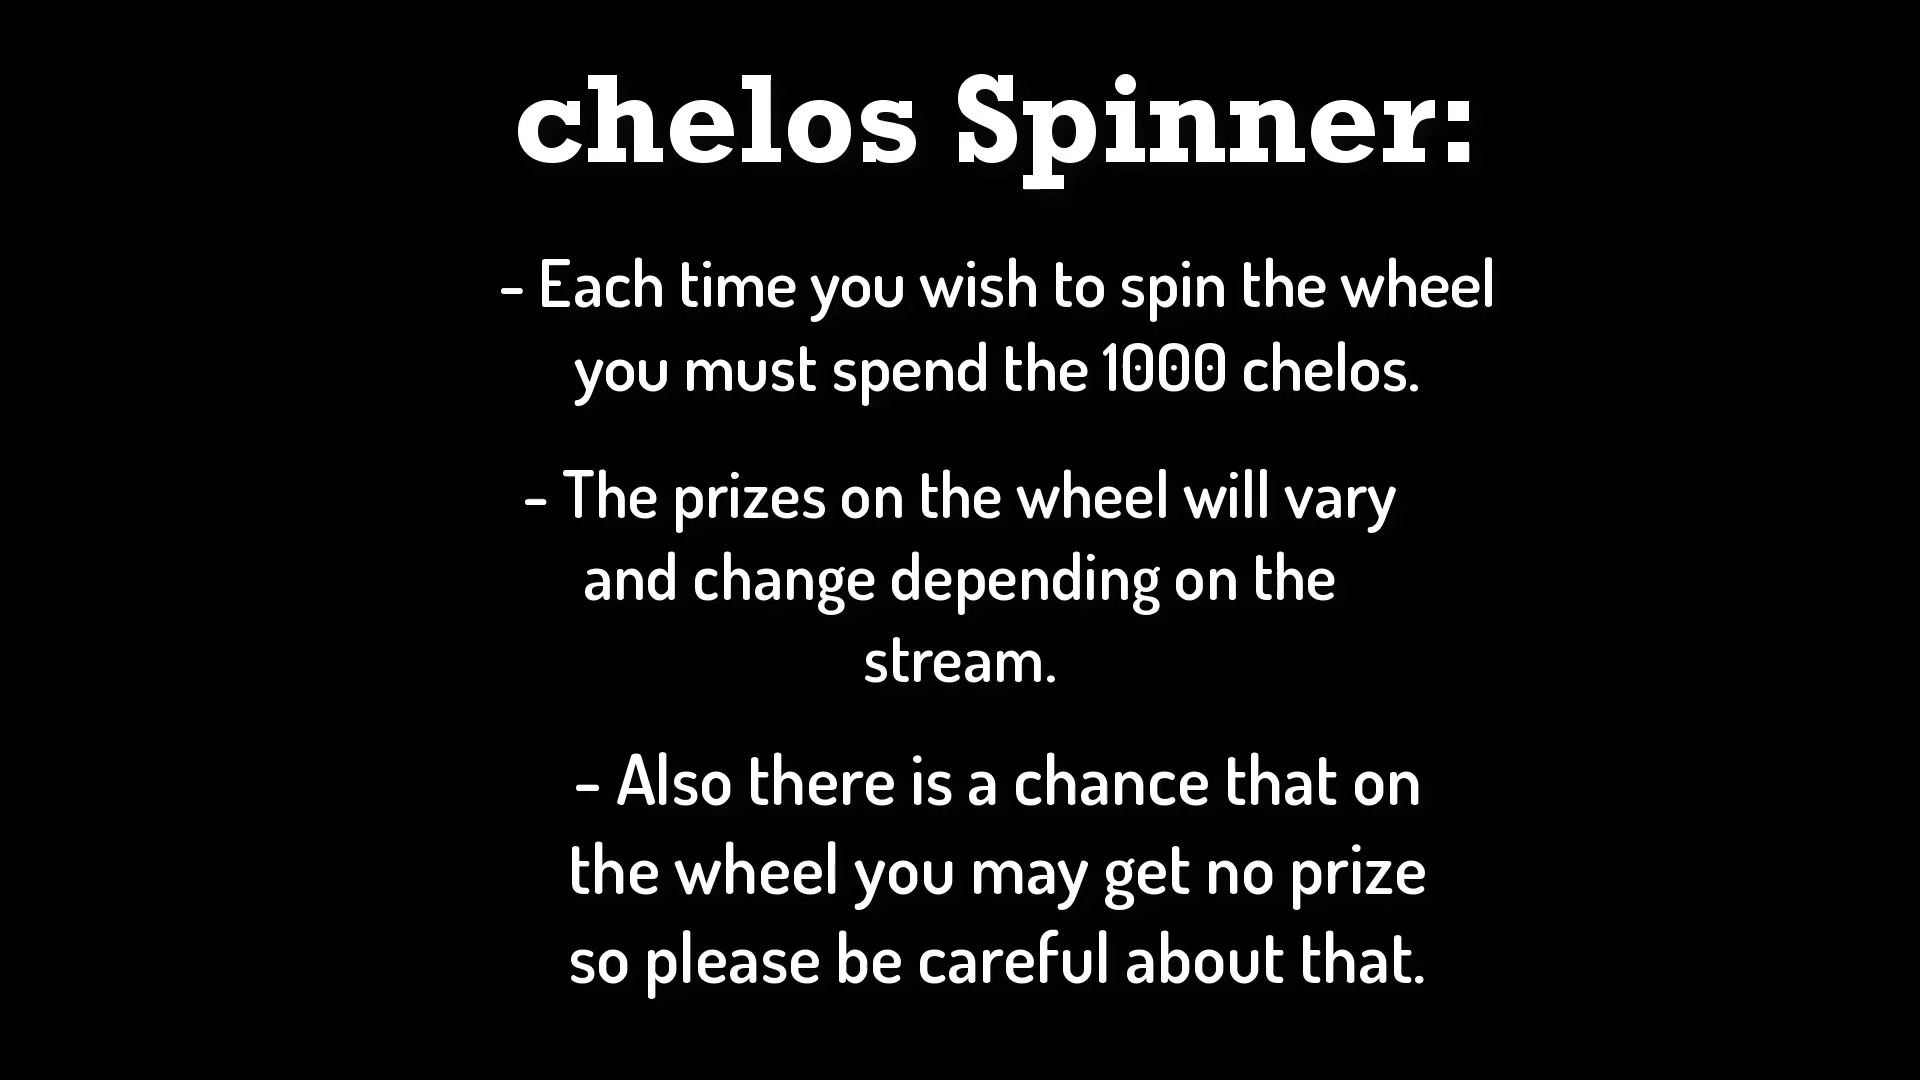 chelos Spinner:
- Each time you wish to spin the wheel
you must spend the 1000 chelos.
- The prizes on the wheel will vary
and change depending on the
stream.
- Also there is a chance that on
the wheel you may get no prize
so please be careful about that.